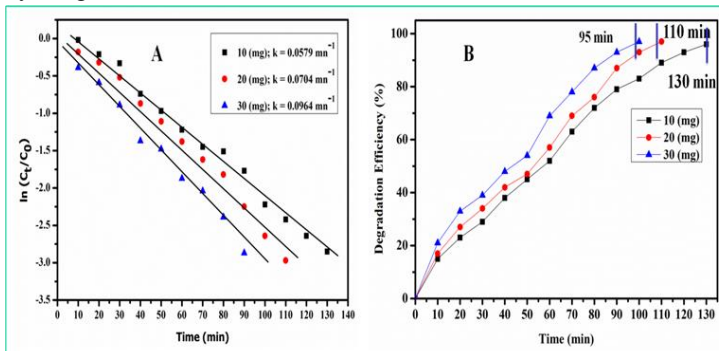 A
10 (mg); k = 0.0579 mn⁻¹
20 (mg); k = 0.0704 mn⁻¹
30 (mg); k = 0.0964 mn⁻¹
ln (Ct/C0)
0.0
-0.5
-1.0
-1.5
-2.0
-2.5
-3.0
-3.5
0 10 20 30 40 50 60 70 80 90 100 110 120 130 140
Time (min)
B
95 min
110 min
130 min
10 (mg)
20 (mg)
30 (mg)
Degradation Efficiency (%)
100
80
60
40
20
0
0 10 20 30 40 50 60 70 80 90 100 110 120 130
Time (min)